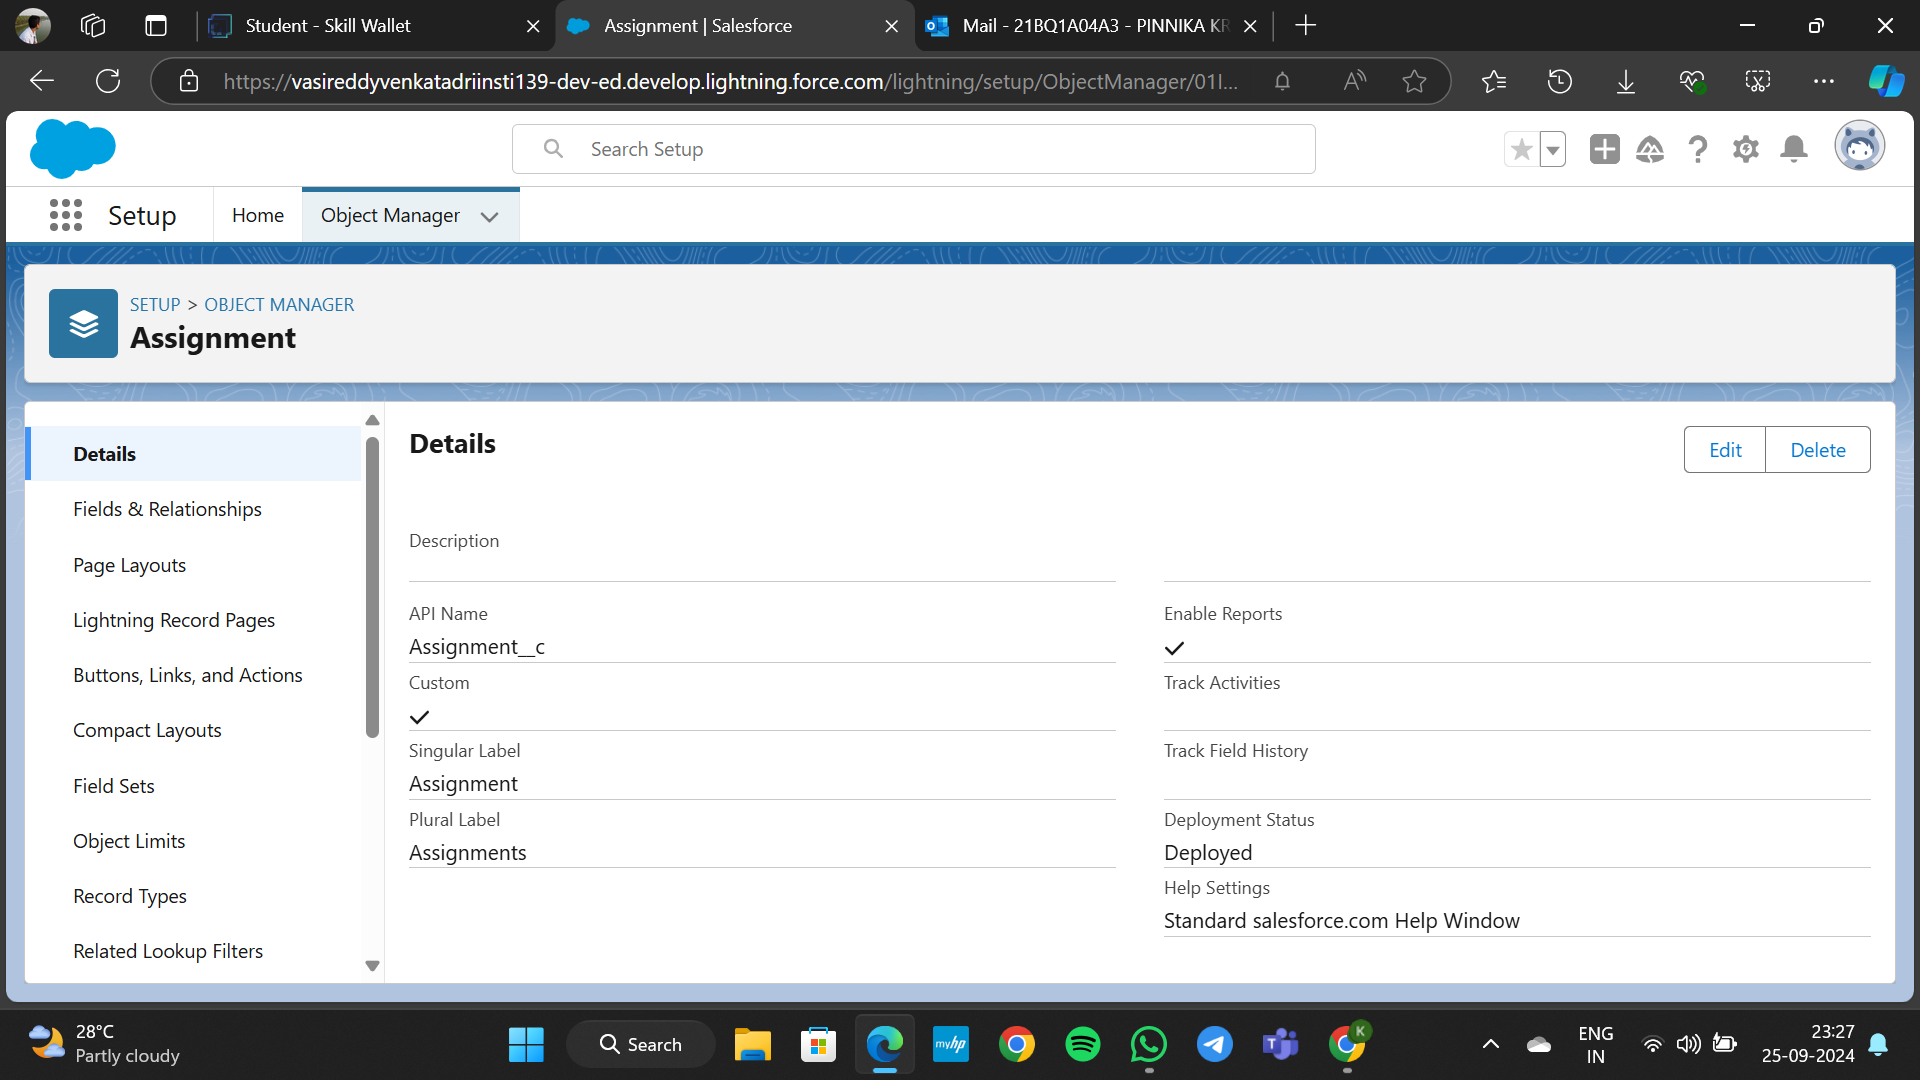 Student - Skill Wallet
Assignment | Salesforce
Mail - 21BQ1A04A3 - PINNIKA KR
https://vasireddyvenkatadriinsti139-dev-ed.develop.lightning.force.com/lightning/setup/ObjectManager/01I...
Search Setup
Setup
Home
Object Manager
SETUP > OBJECT MANAGER
Assignment
Details
Fields & Relationships
Page Layouts
Lightning Record Pages
Buttons, Links, and Actions
Compact Layouts
Field Sets
Object Limits
Record Types
Related Lookup Filters
Details
Edit
Delete
Description
API Name
Assignment__c
Custom
Singular Label
Assignment
Plural Label
Assignments
Enable Reports
Track Activities
Track Field History
Deployment Status
Deployed
Help Settings
Standard salesforce.com Help Window
28°C
Partly cloudy
Search
myhp
K
ENG
IN
23:27
25-09-2024